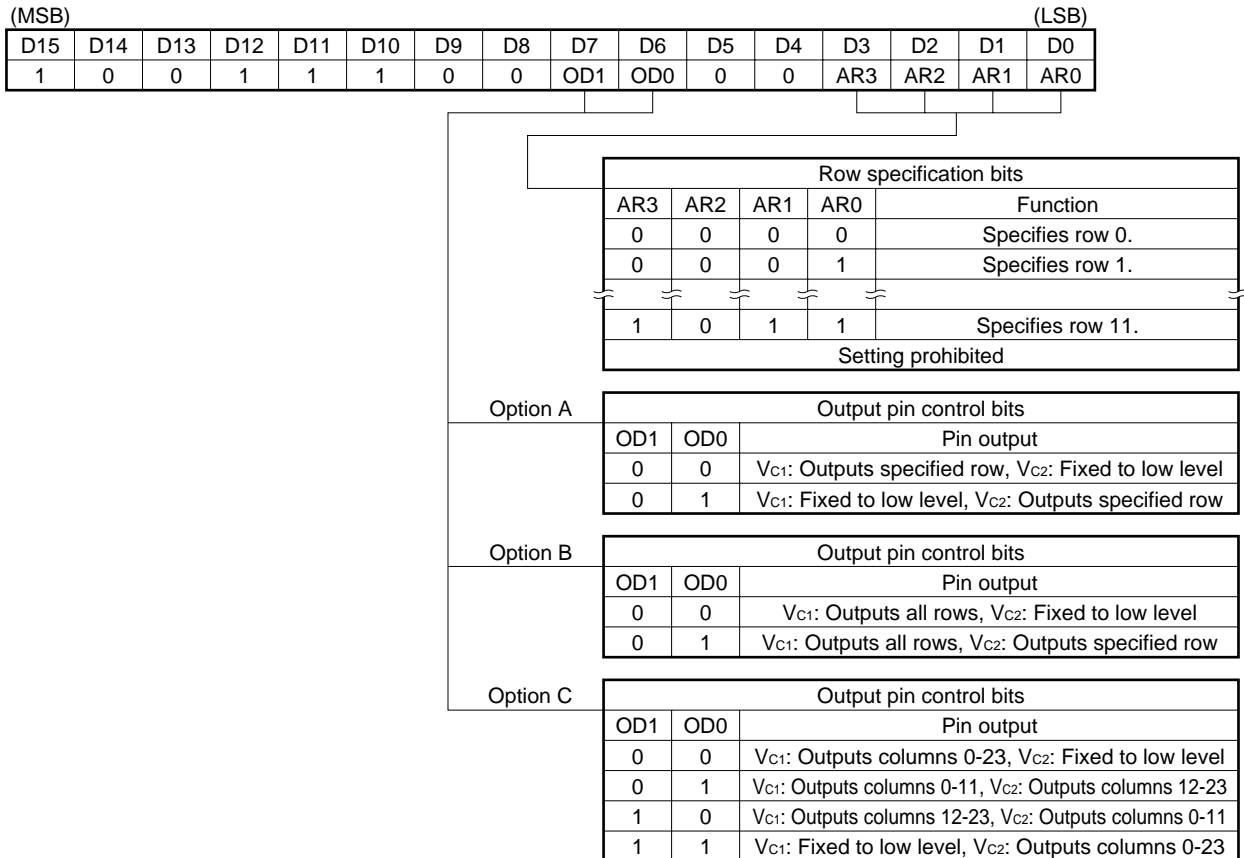 (MSB) (LSB)
D15 D14 D13 D12 D11 D10 D9 D8 D7 D6 D5 D4 D3 D2 D1 D0
1 0 0 1 1 1 0 0 OD1 OD0 0 0 AR3 AR2 AR1 AR0
Row specification bits
AR3 AR2 AR1 AR0 Function
0 0 0 0 Specifies row 0.
0 0 0 1 Specifies row 1.
1 0 1 1 Specifies row 11.
Setting prohibited
Option A Output pin control bits
OD1 OD0 Pin output
0 0 VC1: Outputs specified row, VC2: Fixed to low level
0 1 VC1: Fixed to low level, VC2: Outputs specified row
Option B Output pin control bits
OD1 OD0 Pin output
0 0 VC1: Outputs all rows, VC2: Fixed to low level
0 1 VC1: Outputs all rows, VC2: Outputs specified row
Option C Output pin control bits
OD1 OD0 Pin output
0 0 VC1: Outputs columns 0-23, VC2: Fixed to low level
0 1 VC1: Outputs columns 0-11, VC2: Outputs columns 12-23
1 0 VC1: Outputs columns 12-23, VC2: Outputs columns 0-11
1 1 VC1: Fixed to low level, VC2: Outputs columns 0-23